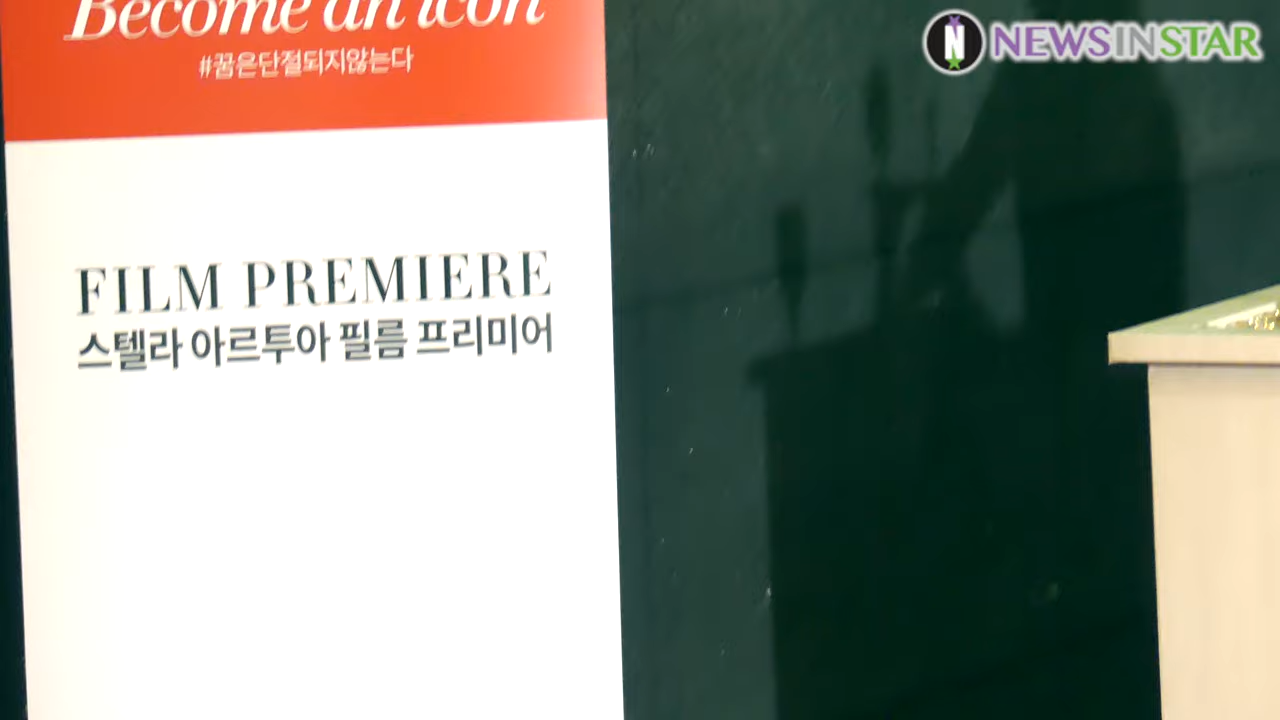 Become an icon
#꿈은단절되지않는다
N NEWSINSTAR
FILM PREMIERE
스텔라 아르투아 필름 프리미어